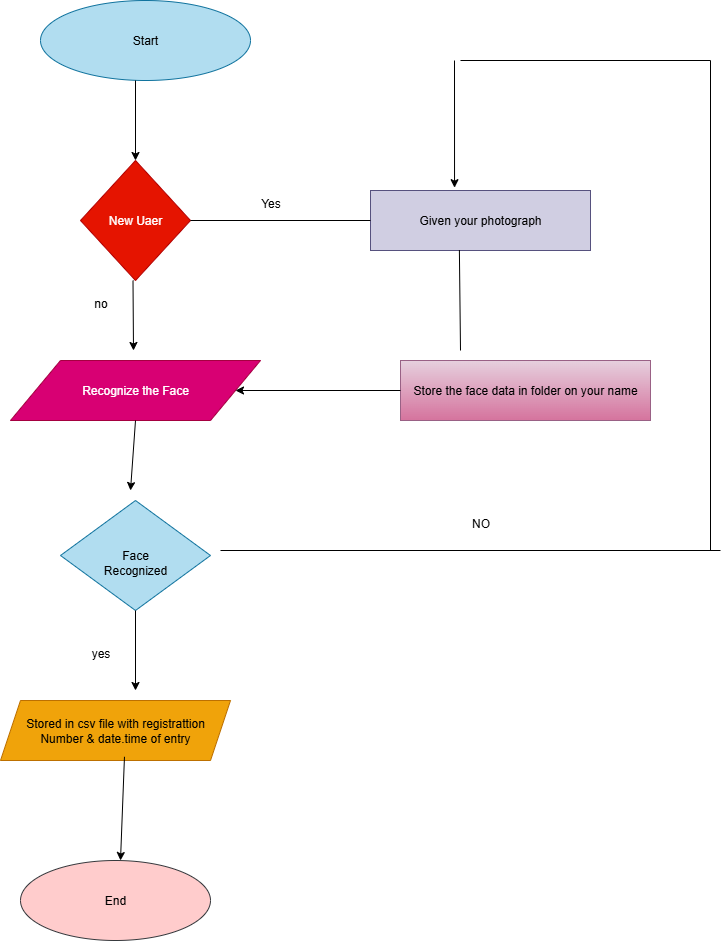 Start
Yes
New Uaer
Given your photograph
no
Recognize the Face
Store the face data in folder on your name
NO
Face
Recognized
yes
Stored in csv file with registrattion
Number & date.time of entry
End